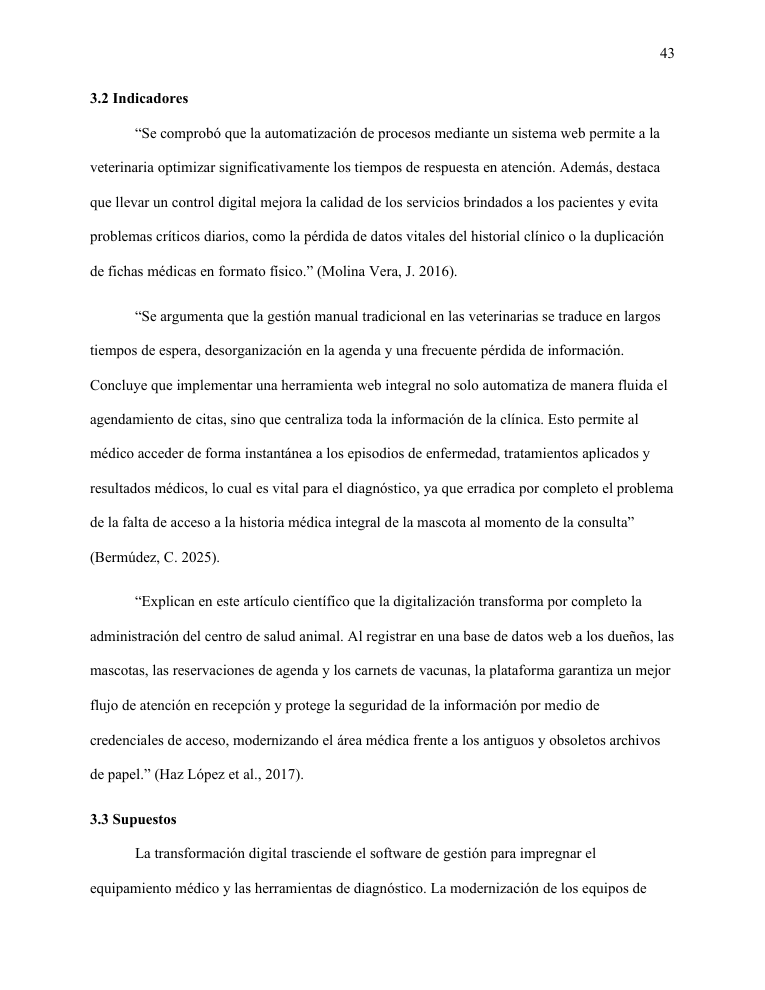 43
3.2 Indicadores
“Se comprobó que la automatización de procesos mediante un sistema web permite a la
veterinaria optimizar significativamente los tiempos de respuesta en atención. Además, destaca
que llevar un control digital mejora la calidad de los servicios brindados a los pacientes y evita
problemas críticos diarios, como la pérdida de datos vitales del historial clínico o la duplicación
de fichas médicas en formato físico.” (Molina Vera, J. 2016).
“Se argumenta que la gestión manual tradicional en las veterinarias se traduce en largos
tiempos de espera, desorganización en la agenda y una frecuente pérdida de información.
Concluye que implementar una herramienta web integral no solo automatiza de manera fluida el
agendamiento de citas, sino que centraliza toda la información de la clínica. Esto permite al
médico acceder de forma instantánea a los episodios de enfermedad, tratamientos aplicados y
resultados médicos, lo cual es vital para el diagnóstico, ya que erradica por completo el problema
de la falta de acceso a la historia médica integral de la mascota al momento de la consulta”
(Bermúdez, C. 2025).
“Explican en este artículo científico que la digitalización transforma por completo la
administración del centro de salud animal. Al registrar en una base de datos web a los dueños, las
mascotas, las reservaciones de agenda y los carnets de vacunas, la plataforma garantiza un mejor
flujo de atención en recepción y protege la seguridad de la información por medio de
credenciales de acceso, modernizando el área médica frente a los antiguos y obsoletos archivos
de papel.” (Haz López et al., 2017).
3.3 Supuestos
La transformación digital trasciende el software de gestión para impregnar el
equipamiento médico y las herramientas de diagnóstico. La modernización de los equipos de